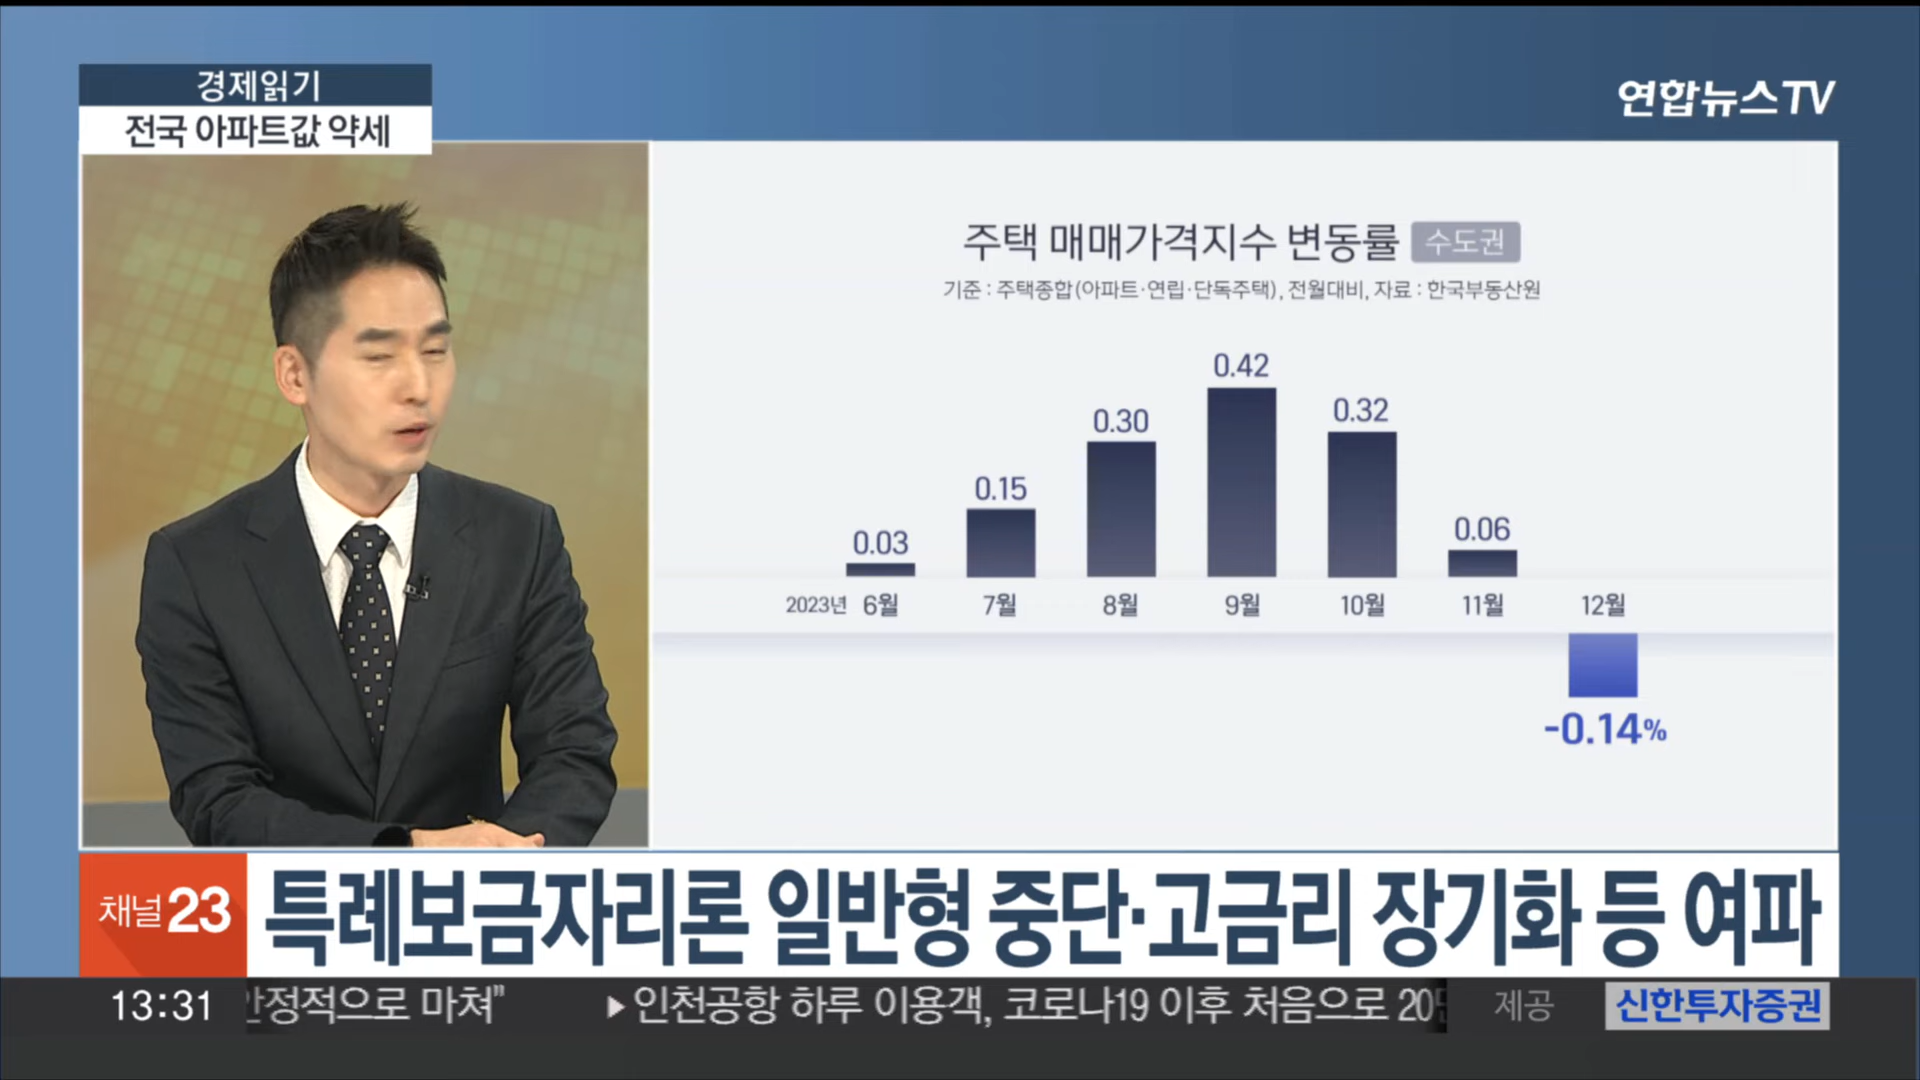 경제읽기
전국 아파트값 약세
연합뉴스TV
주택 매매가격지수 변동률 수도권
기준 : 주택종합(아파트·연립·단독주택), 전월대비, 자료 : 한국부동산원
0.03
0.15
0.30
0.42
0.32
0.06
2023년 6월 7월 8월 9월 10월 11월 12월
-0.14%
채널23
특례보금자리론 일반형 중단·고금리 장기화 등 여파
13:31 안정적으로 마쳐” ▶인천공항 하루 이용객, 코로나19 이후 처음으로 20만 제공 신한투자증권